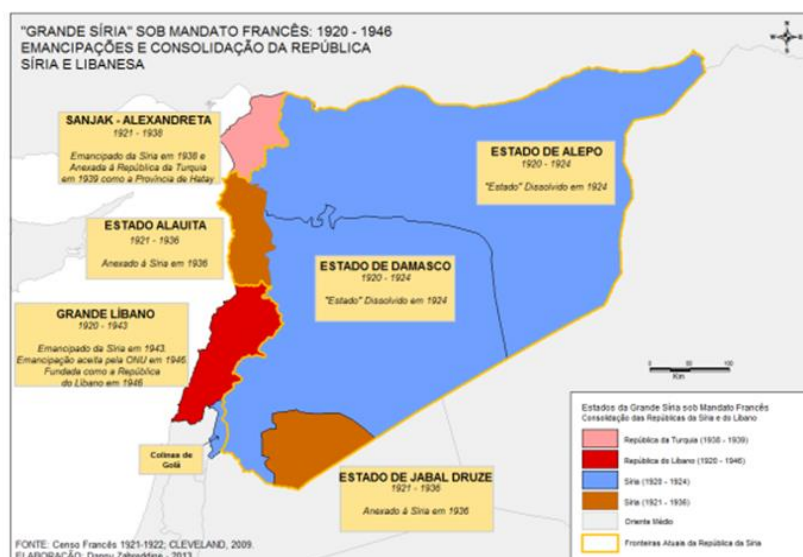 "GRANDE SÍRIA" SOB MANDATO FRANCÊS: 1920 - 1946
EMANCIPAÇÕES E CONSOLIDAÇÃO DA REPÚBLICA
SÍRIA E LIBANESA
SANJAK - ALEXANDRETA
1921 - 1938
Emancipado da Síria em 1938 e
Anexada á República da Turquia
em 1939 como a Província de Hatay
ESTADO ALAUITA
1921 - 1936
Anexado á Síria em 1936
GRANDE LÍBANO
1920 - 1943
Emancipado da Síria em 1943.
Emancipação aceita pela ONU em 1946.
Fundada como a República
do Líbano em 1946
Colinas de
Golã
ESTADO DE ALEPO
1920 - 1924
"Estado" Dissolvido em 1924
ESTADO DE DAMASCO
1920 - 1924
"Estado" Dissolvido em 1924
ESTADO DE JABAL DRUZE
1921 - 1936
Anexado á Síria em 1936
Km
Estados da Grande Síria sob Mandato Francês
Consolidação das Repúblicas da Síria e do Líbano
República da Turquia (1938 - 1939)
República do Líbano (1920 - 1946)
Síria (1920 - 1924)
Síria (1921 - 1936)
Oriente Médio
Fronteiras Atuais da República da Síria
FONTE: Censo Francês 1921-1922; CLEVELAND, 2009.
ELABORAÇÃO: Danny Zahreddine - 2013